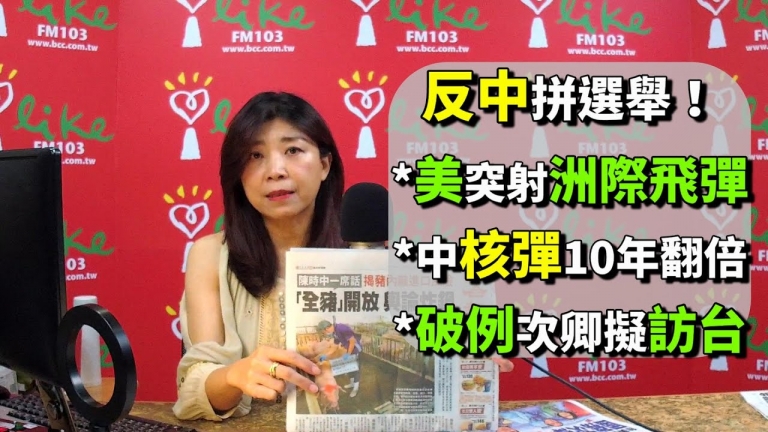 like
FM103
www.bcc.com.tw
反中拼選舉！
*美突射洲際飛彈
*中核彈10年翻倍
*破例次卿擬訪台
陳時中一席話
「全豬」開放